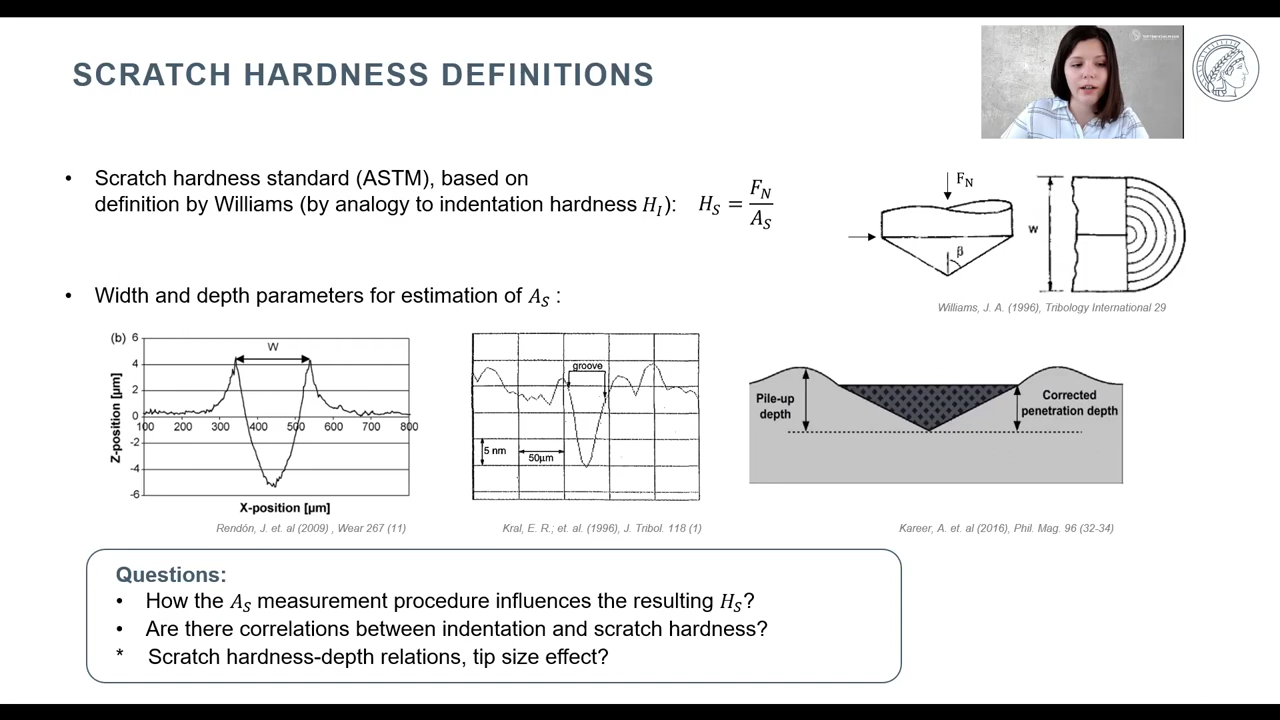 SCRATCH HARDNESS DEFINITIONS
• Scratch hardness standard (ASTM), based on
definition by Williams (by analogy to indentation hardness H_I): H_S = F_N / A_S
F_N
β
w
Williams, J. A. (1996), Tribology International 29
• Width and depth parameters for estimation of A_S :
(b)
6
4
2
0
-2
-4
-6
W
100 200 300 400 500 600 700 800
Z-position [µm]
X-position [µm]
Rendón, J. et. al (2009) , Wear 267 (11)
groove
5 nm
50µm
Kral, E. R.; et. al. (1996), J. Tribol. 118 (1)
Pile-up
depth
Corrected
penetration depth
Kareer, A. et. al (2016), Phil. Mag. 96 (32-34)
Questions:
• How the A_S measurement procedure influences the resulting H_S?
• Are there correlations between indentation and scratch hardness?
* Scratch hardness-depth relations, tip size effect?